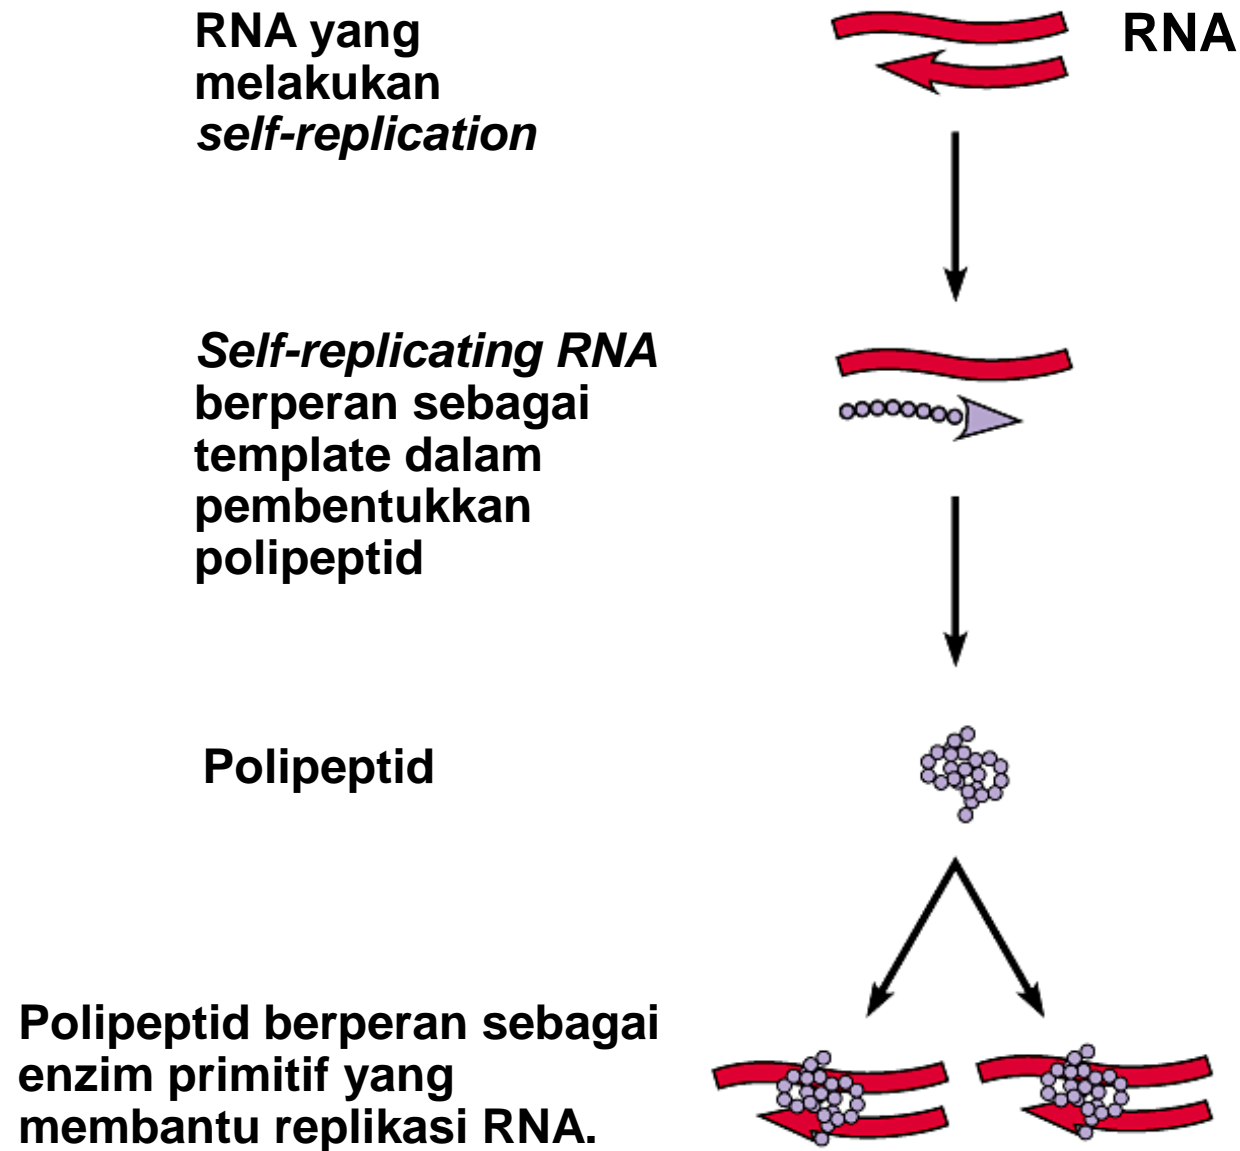 RNA yang
melakukan
self-replication
RNA
Self-replicating RNA
berperan sebagai
template dalam
pembentukkan
polipeptid
Polipeptid
Polipeptid berperan sebagai
enzim primitif yang
membantu replikasi RNA.